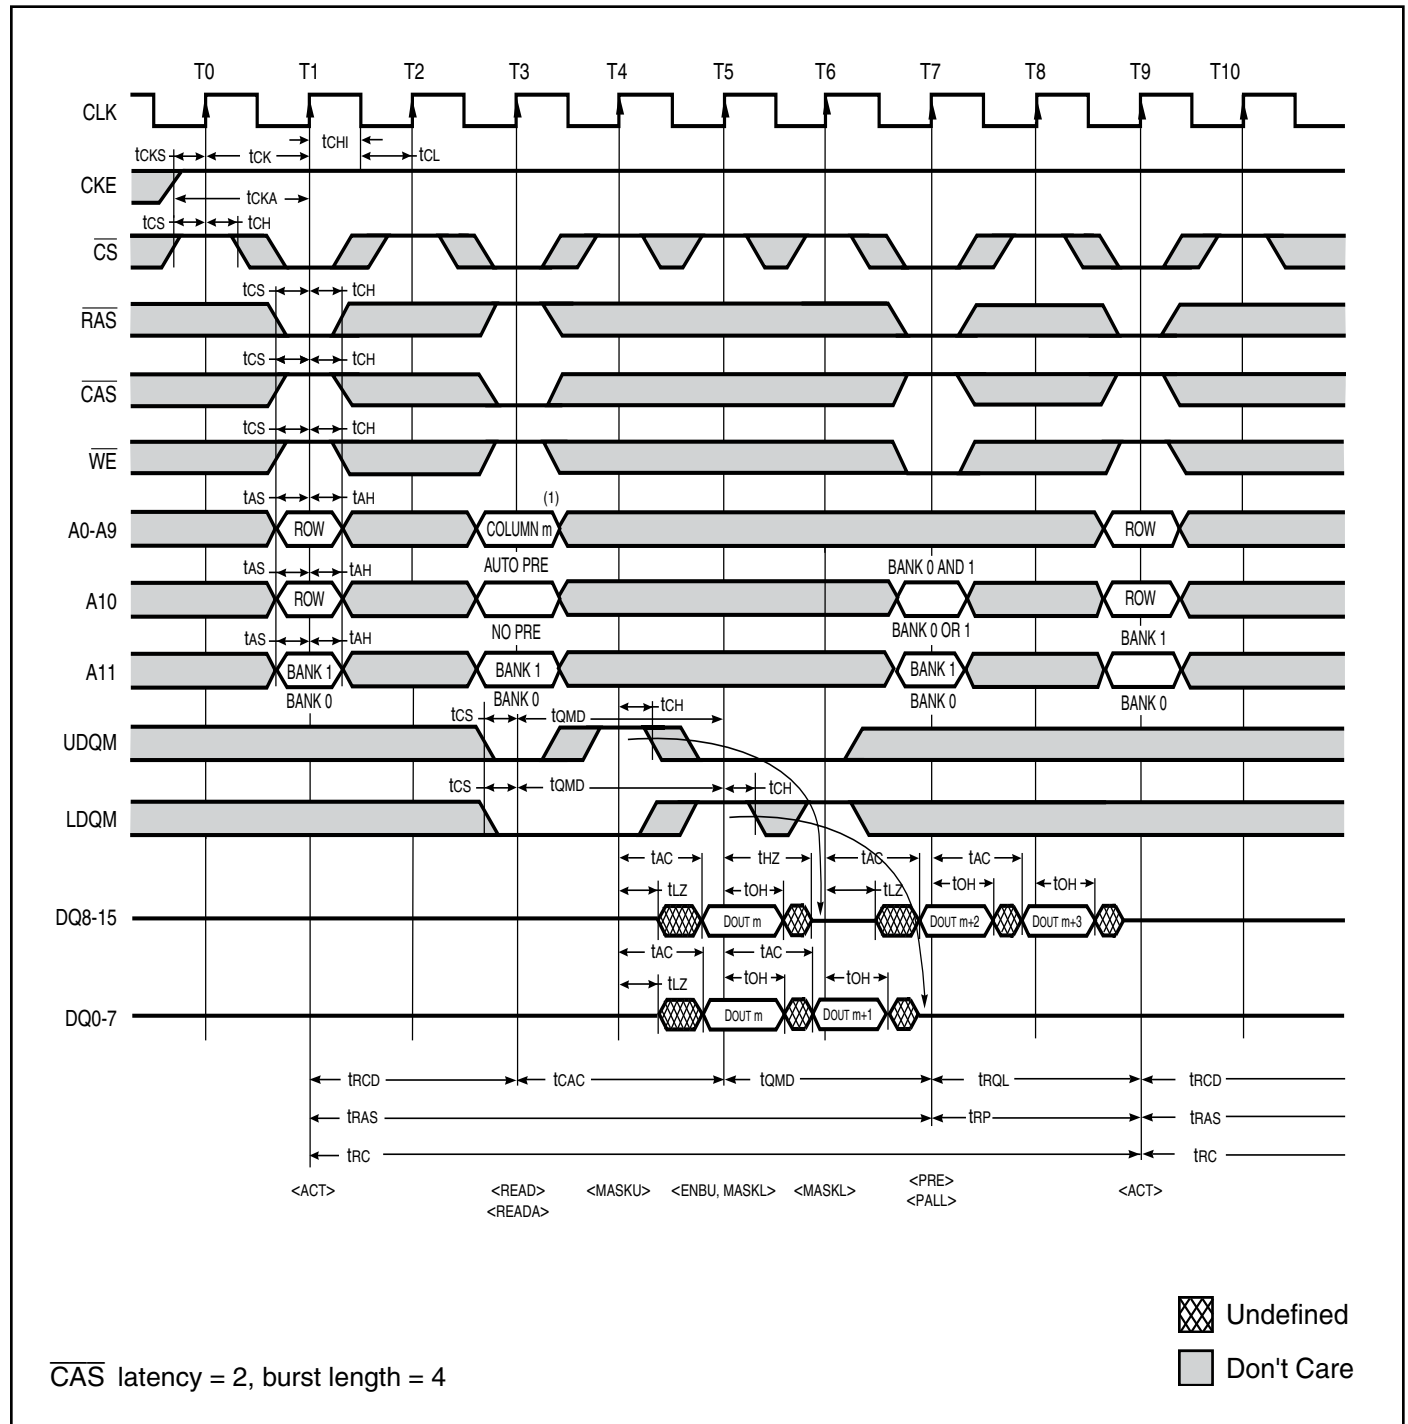 T0 T1 T2 T3 T4 T5 T6 T7 T8 T9 T10
CLK
tCHI
tCKS tCK tCL
CKE
tCKA
tCS tCH
CS
tCS tCH
RAS
tCS tCH
CAS
tCS tCH
WE
tAS tAH (1)
A0-A9 ROW COLUMN m ROW
tAS tAH AUTO PRE BANK 0 AND 1
A10 ROW ROW
tAS tAH NO PRE BANK 0 OR 1 BANK 1
A11 BANK 1 BANK 1 BANK 1
BANK 0 BANK 0 BANK 0 BANK 0
tCS tQMD tCH
UDQM
tCS tQMD tCH
LDQM
tAC tHZ tAC tAC
tLZ tOH tLZ tOH tOH
DQ8-15 DOUT m DOUT m+2 DOUT m+3
tAC tAC
tLZ tOH tOH
DQ0-7 DOUT m DOUT m+1
tRCD tCAC tQMD tRQL tRCD
tRAS tRP tRAS
tRC tRC
<ACT> <READ> <MASKU> <ENBU, MASKL> <MASKL> <PRE> <ACT>
<READA> <PALL>
Undefined
Don't Care
CAS latency = 2, burst length = 4